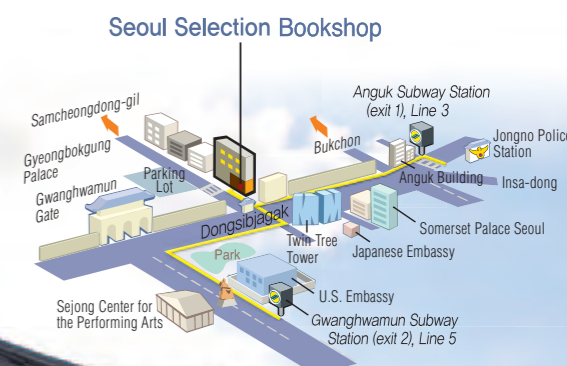 Seoul Selection Bookshop
Anguk Subway Station
(exit 1), Line 3
Samcheongdong-gil
Bukchon
Jongno Police
Station
Gyeongbokgung
Palace
Parking
Lot
Anguk Building
Insa-dong
Gwanghwamun
Gate
Dongsibjagak
Somerset Palace Seoul
Twin Tree
Tower
Japanese Embassy
Park
U.S. Embassy
Sejong Center for
the Performing Arts
Gwanghwamun Subway
Station (exit 2), Line 5